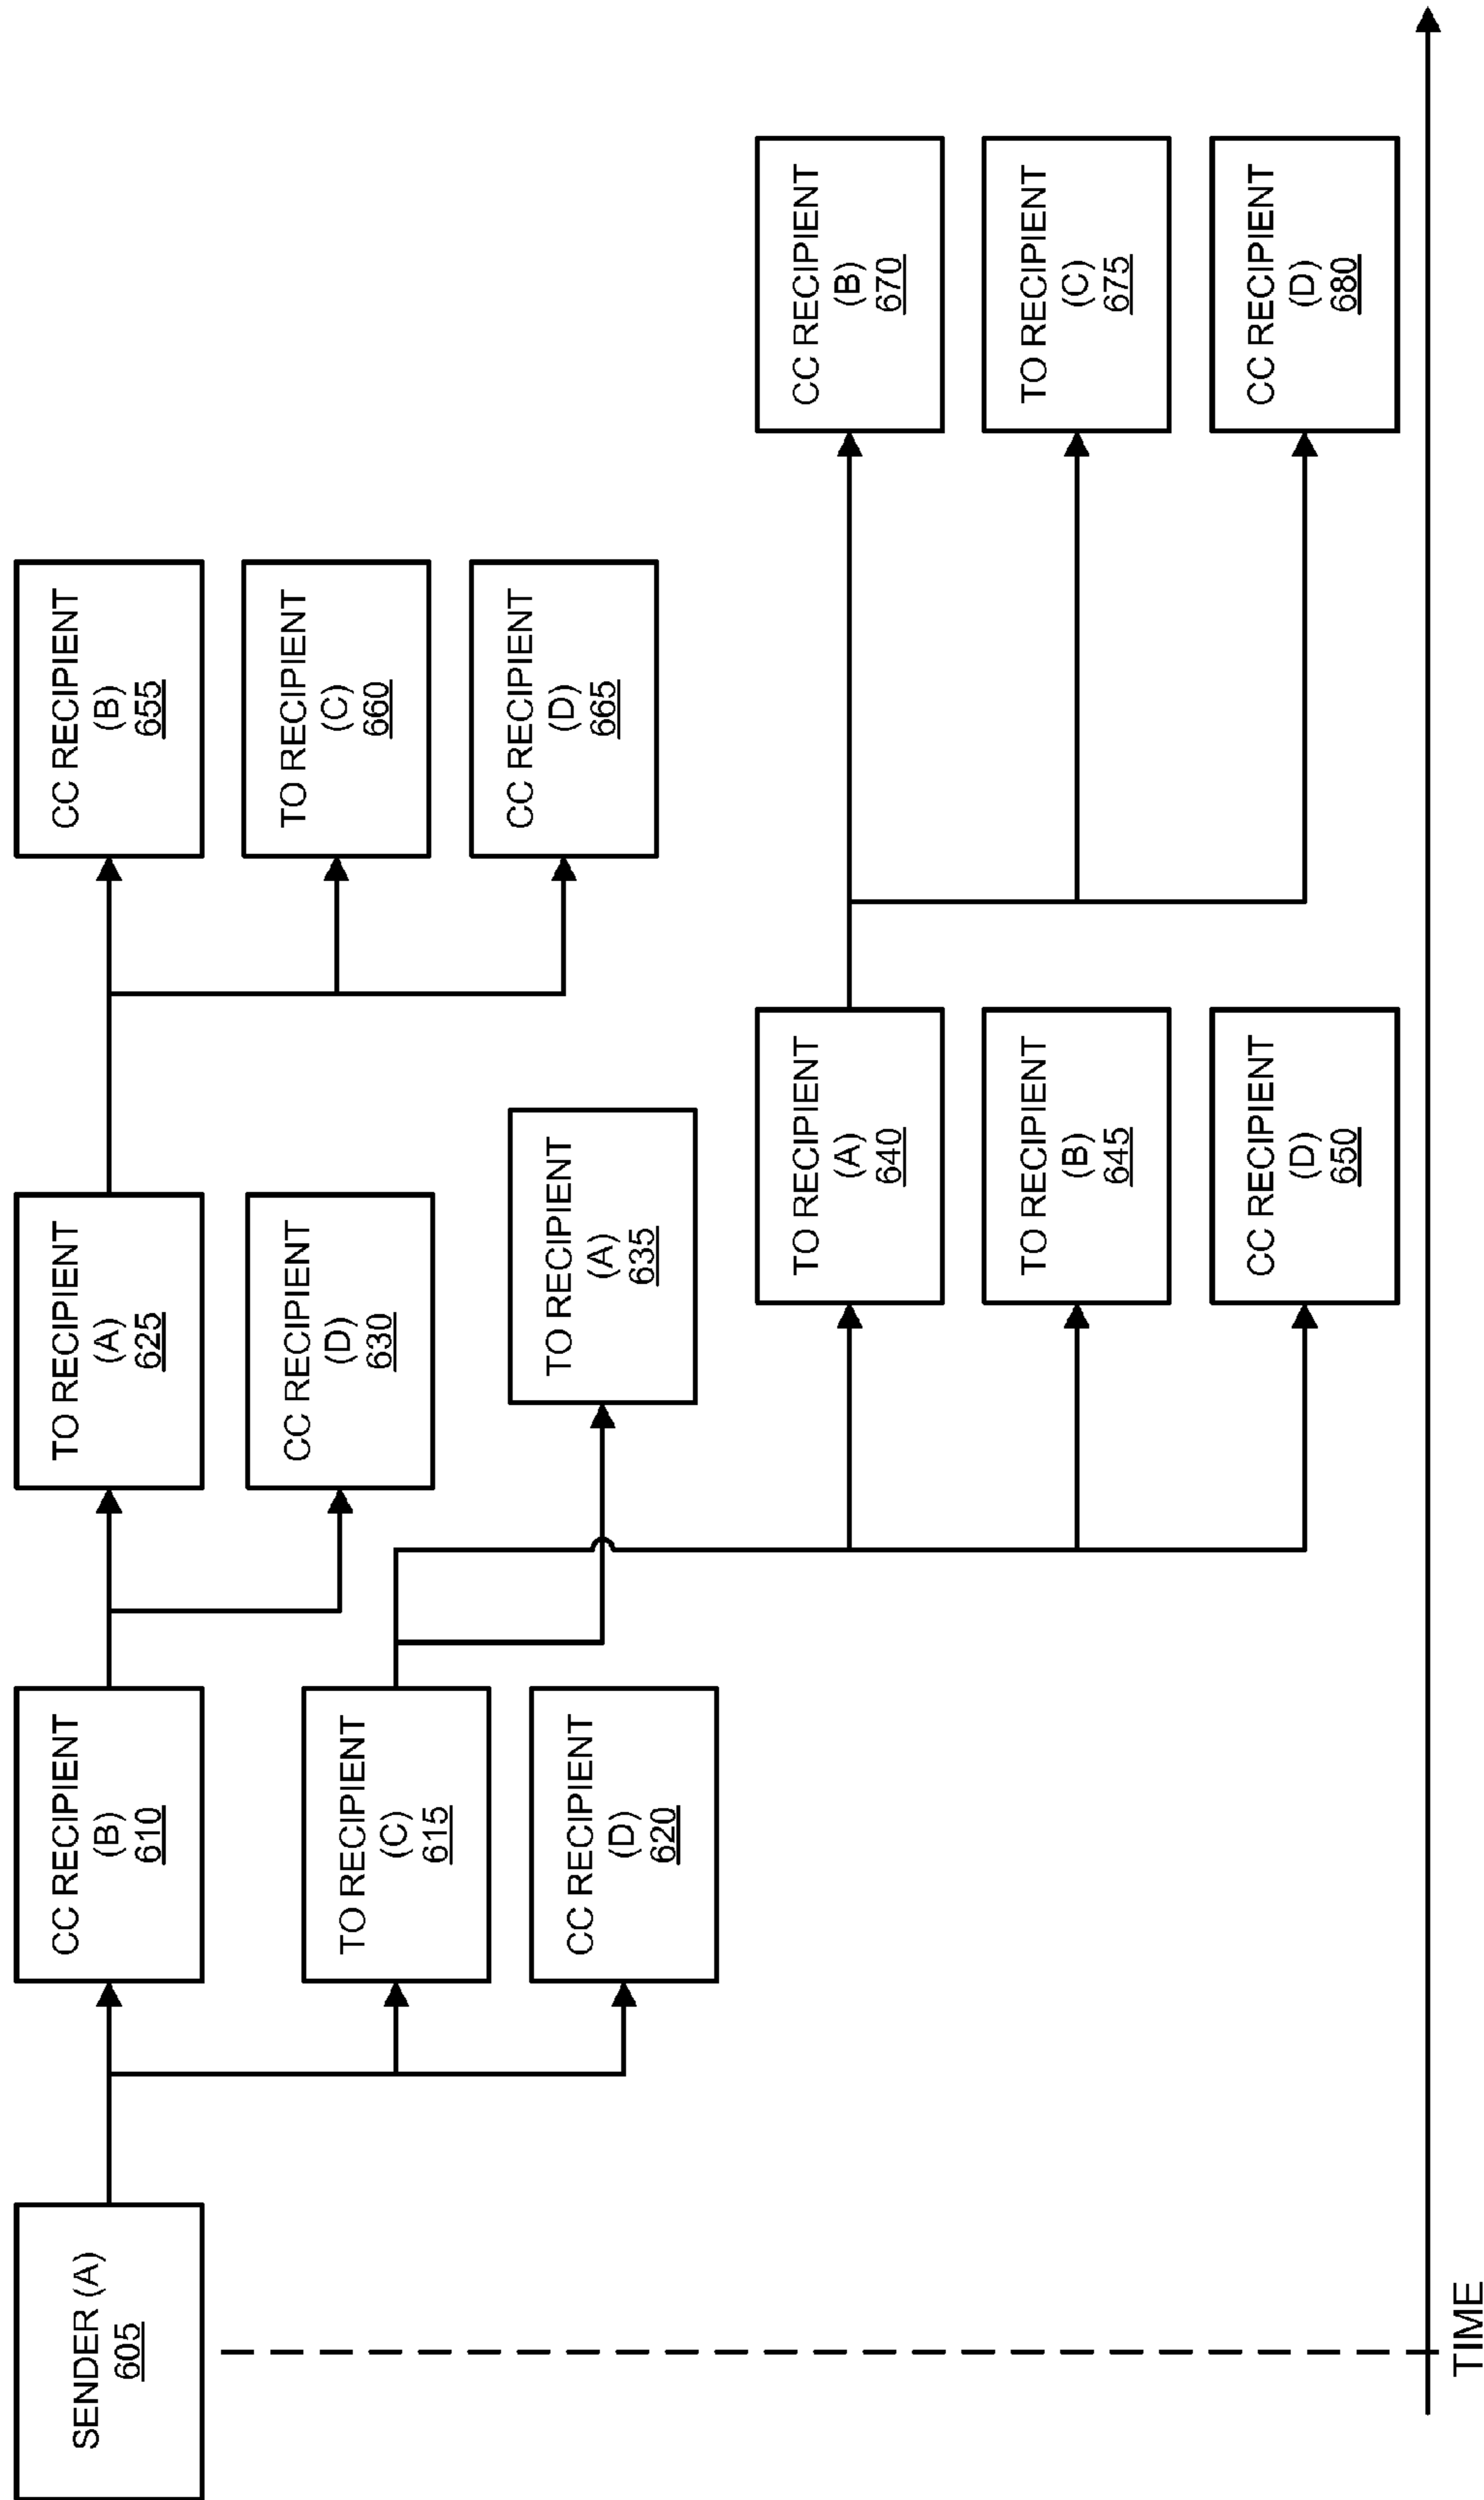 SENDER (A)
605
CC RECIPIENT
(B)
610
TO RECIPIENT
(C)
615
CC RECIPIENT
(D)
620
TO RECIPIENT
(A)
625
CC RECIPIENT
(D)
630
TO RECIPIENT
(A)
635
TO RECIPIENT
(A)
640
TO RECIPIENT
(B)
645
CC RECIPIENT
(D)
650
CC RECIPIENT
(B)
655
TO RECIPIENT
(C)
660
CC RECIPIENT
(D)
665
CC RECIPIENT
(B)
670
TO RECIPIENT
(C)
675
CC RECIPIENT
(D)
680
TIME